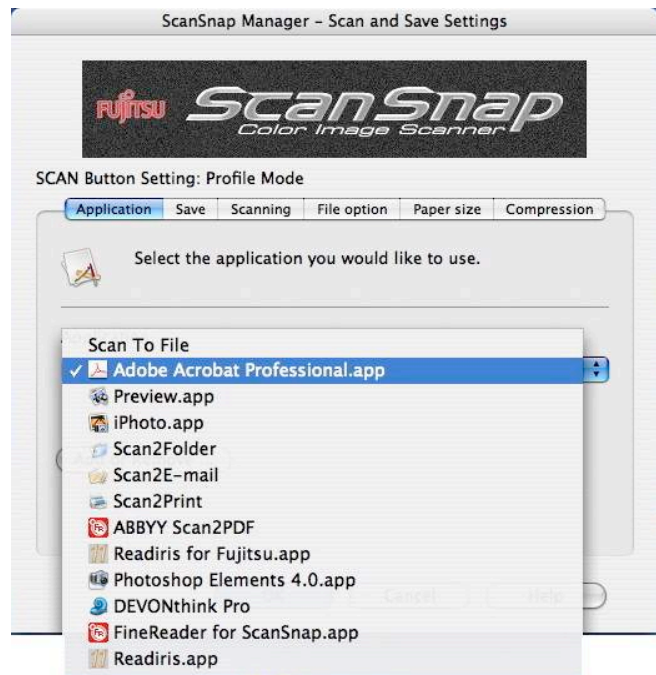 ScanSnap Manager – Scan and Save Settings
FUJITSU ScanSnap
Color Image Scanner
SCAN Button Setting: Profile Mode
Application Save Scanning File option Paper size Compression
Select the application you would like to use.
Scan To File
✓ Adobe Acrobat Professional.app
Preview.app
iPhoto.app
Scan2Folder
Scan2E-mail
Scan2Print
ABBYY Scan2PDF
Readiris for Fujitsu.app
Photoshop Elements 4.0.app
DEVONthink Pro
Cancel Help
FineReader for ScanSnap.app
Readiris.app